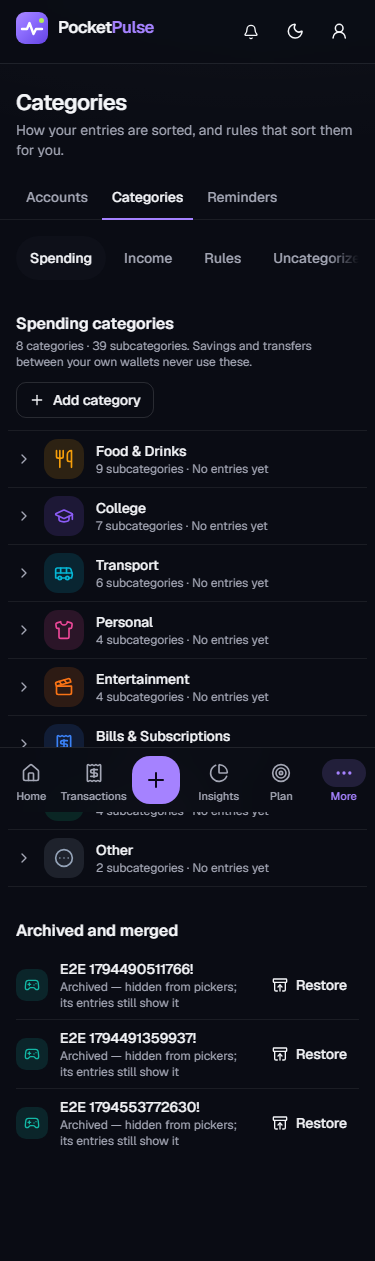 PocketPulse
Categories
How your entries are sorted, and rules that sort them
for you.
Accounts Categories Reminders
Spending Income Rules Uncategorize
Spending categories
8 categories · 39 subcategories. Savings and transfers
between your own wallets never use these.
+ Add category
Food & Drinks
9 subcategories · No entries yet
College
7 subcategories · No entries yet
Transport
6 subcategories · No entries yet
Personal
4 subcategories · No entries yet
Entertainment
4 subcategories · No entries yet
Bills & Subscriptions
Home Transactions Insights Plan More
4 subcategories · No entries yet
Other
2 subcategories · No entries yet
Archived and merged
E2E 1794490511766!
Archived — hidden from pickers;
its entries still show it
Restore
E2E 1794491359937!
Archived — hidden from pickers;
its entries still show it
Restore
E2E 1794553772630!
Archived — hidden from pickers;
its entries still show it
Restore